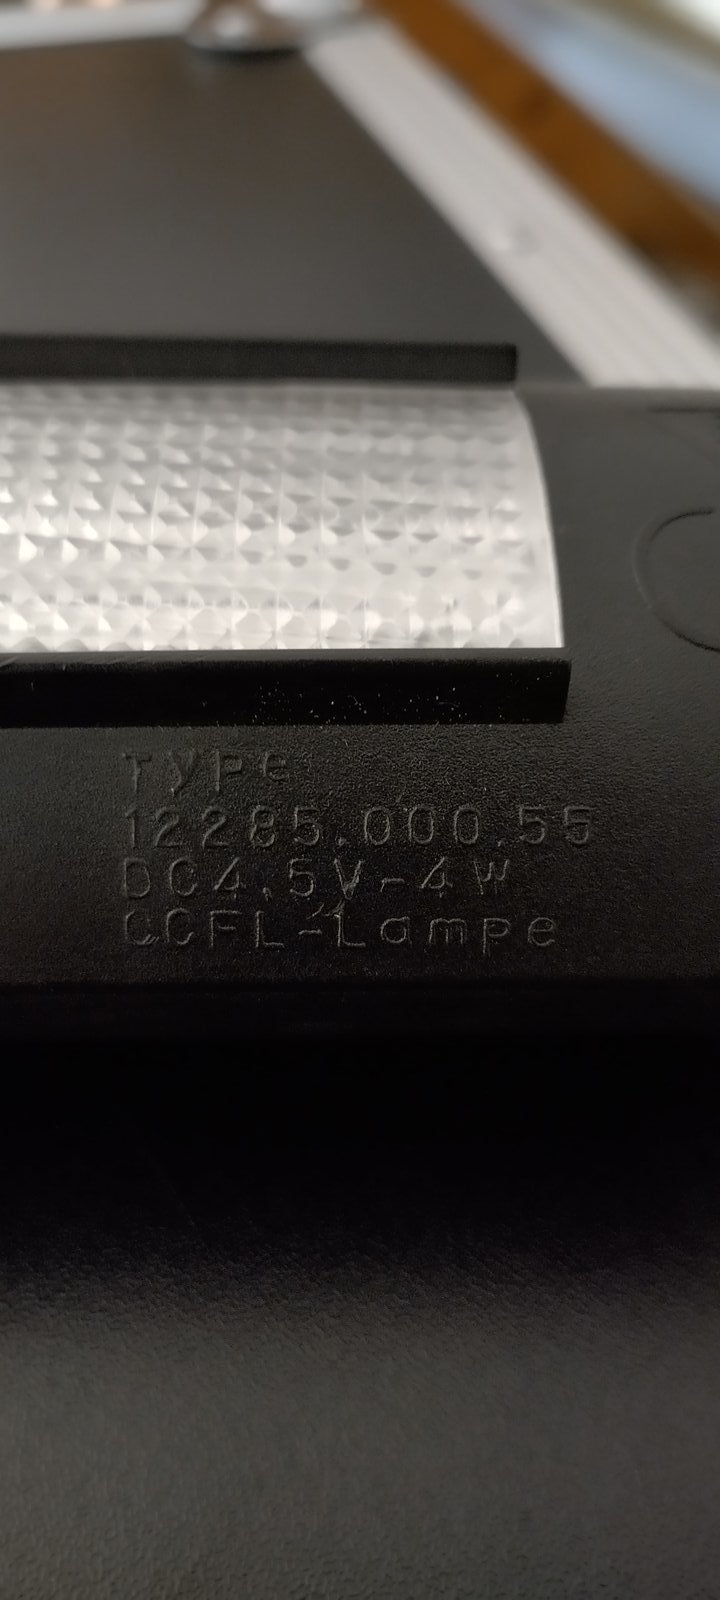 Type
12285.000.55
DC4.5V-4W
CCFL-Lampe